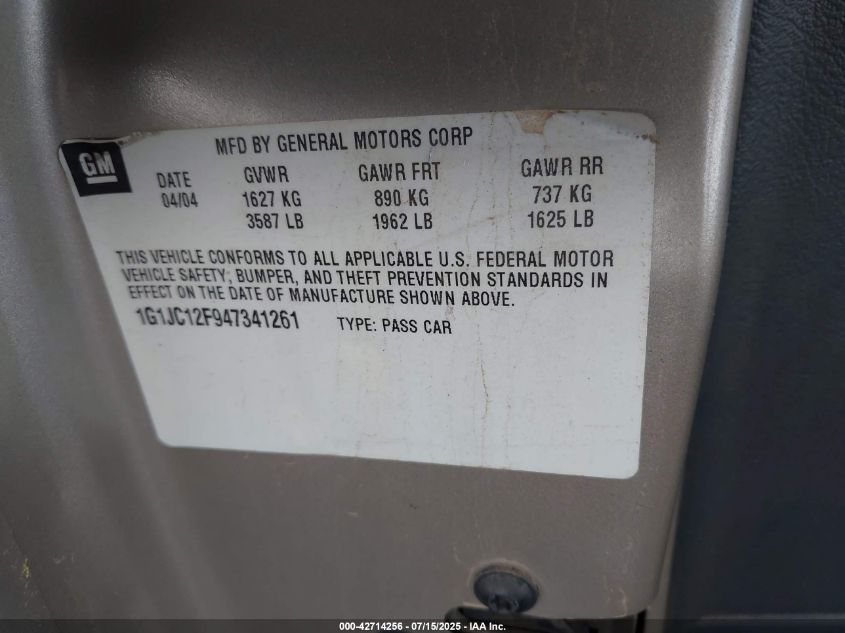 GM
MFD BY GENERAL MOTORS CORP
DATE GVWR GAWR FRT GAWR RR
04/04 1627 KG 890 KG 737 KG
3587 LB 1962 LB 1625 LB
THIS VEHICLE CONFORMS TO ALL APPLICABLE U.S. FEDERAL MOTOR
VEHICLE SAFETY, BUMPER, AND THEFT PREVENTION STANDARDS IN
EFFECT ON THE DATE OF MANUFACTURE SHOWN ABOVE.
1G1JC12F947341261 TYPE: PASS CAR
000-42714256 - 07/15/2025 - IAA Inc.